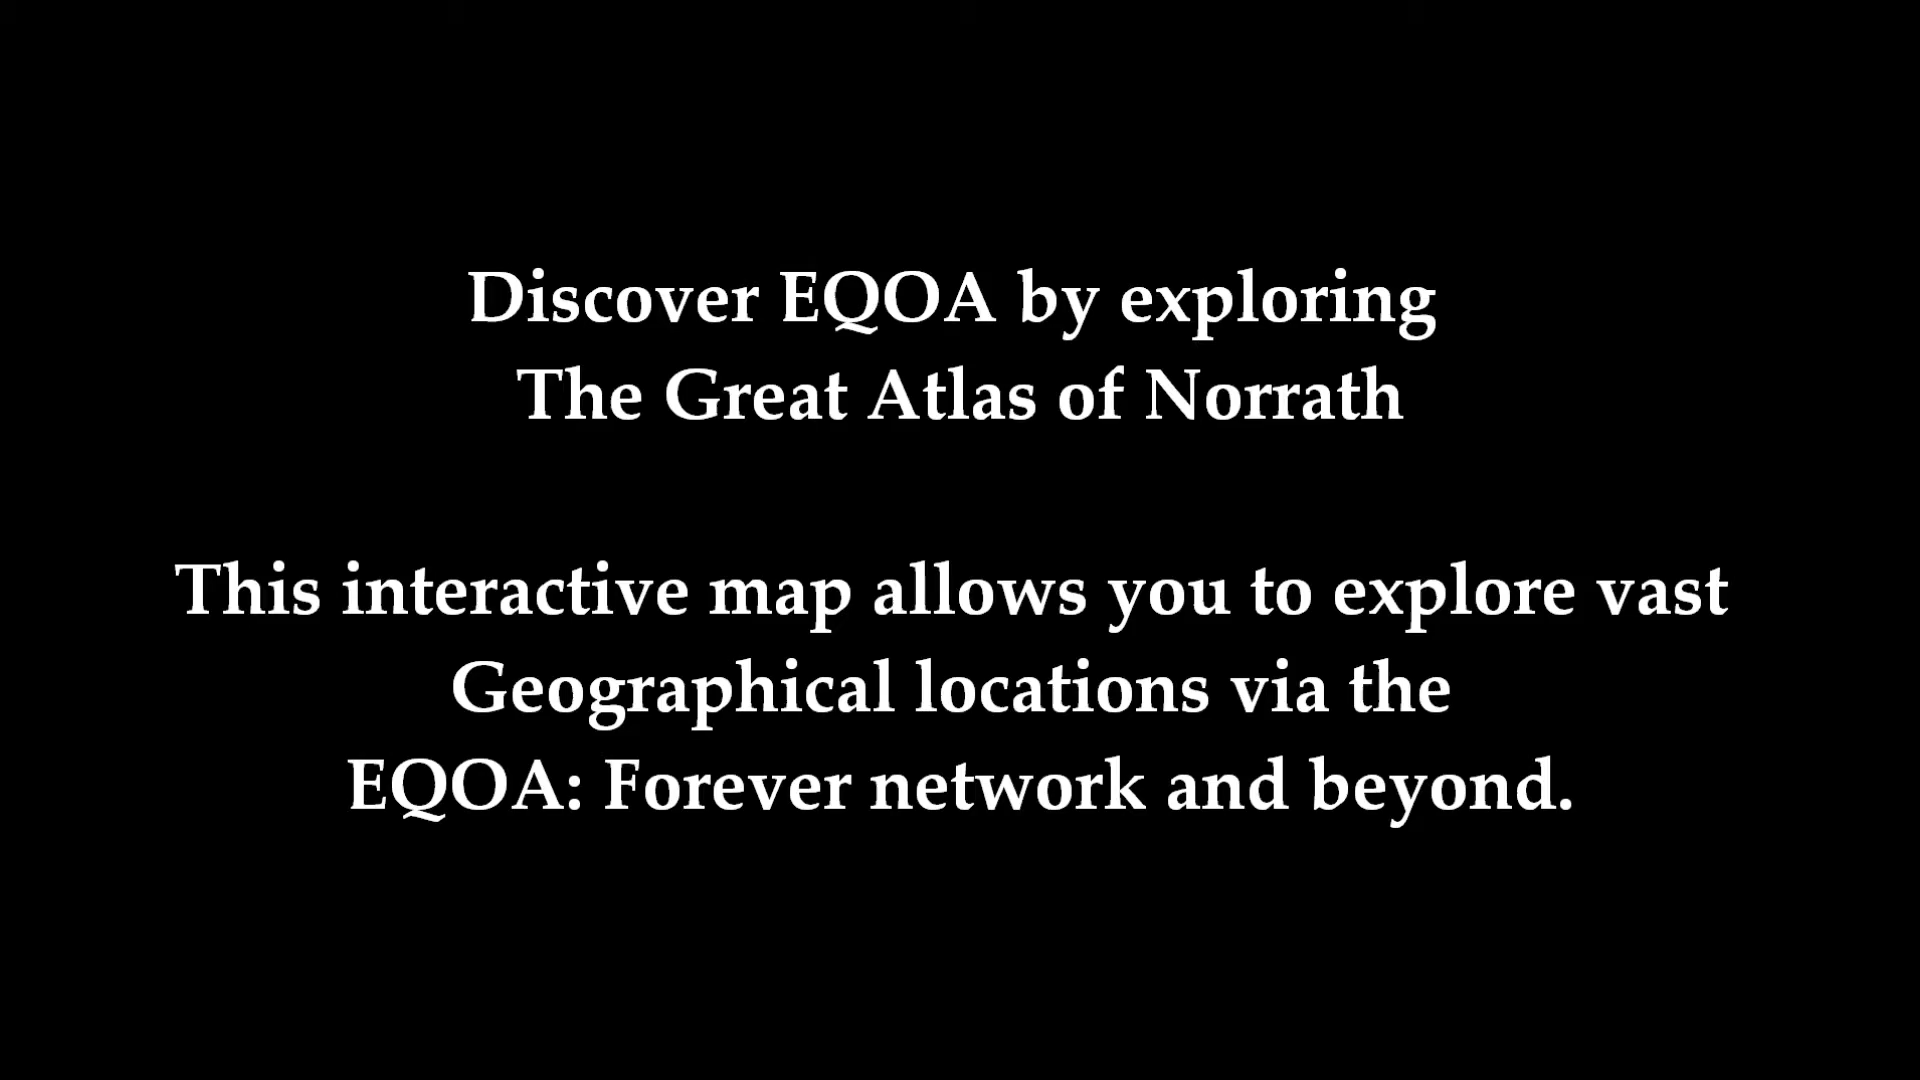 Discover EQOA by exploring
The Great Atlas of Norrath
This interactive map allows you to explore vast
Geographical locations via the
EQOA: Forever network and beyond.